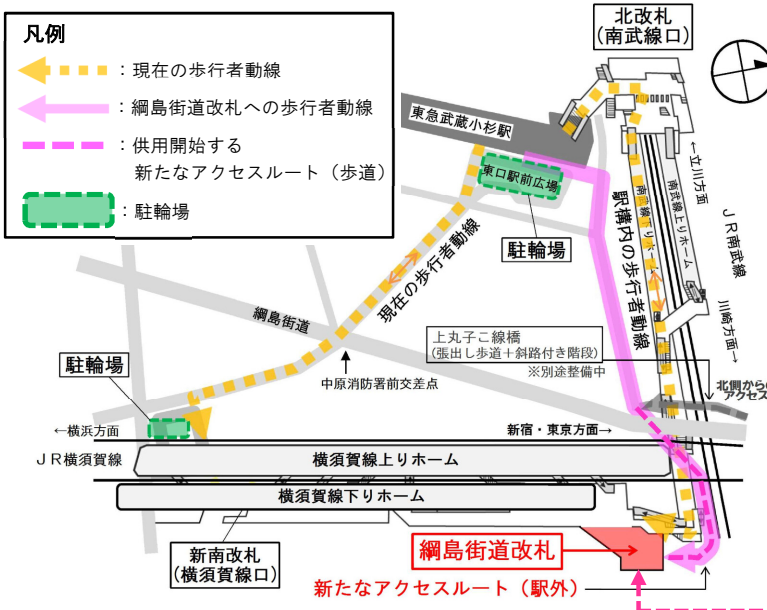 凡例
：現在の歩行者動線
：綱島街道改札への歩行者動線
：供用開始する
新たなアクセスルート（歩道）
：駐輪場
北改札
（南武線口）
東急武蔵小杉駅
東口駅前広場
駐輪場
←立川方面
南武線上りホーム
南武線下りホーム
JR南武線
駅構内の歩行者動線
川崎方面→
現在の歩行者動線
綱島街道
上丸子こ線橋
（張出し歩道＋斜路付き階段）
※別途整備中
北側からの
アクセス
駐輪場
中原消防署前交差点
←横浜方面
新宿・東京方面→
JR横須賀線
横須賀線上りホーム
横須賀線下りホーム
新南改札
（横須賀線口）
綱島街道改札
新たなアクセスルート（駅外）